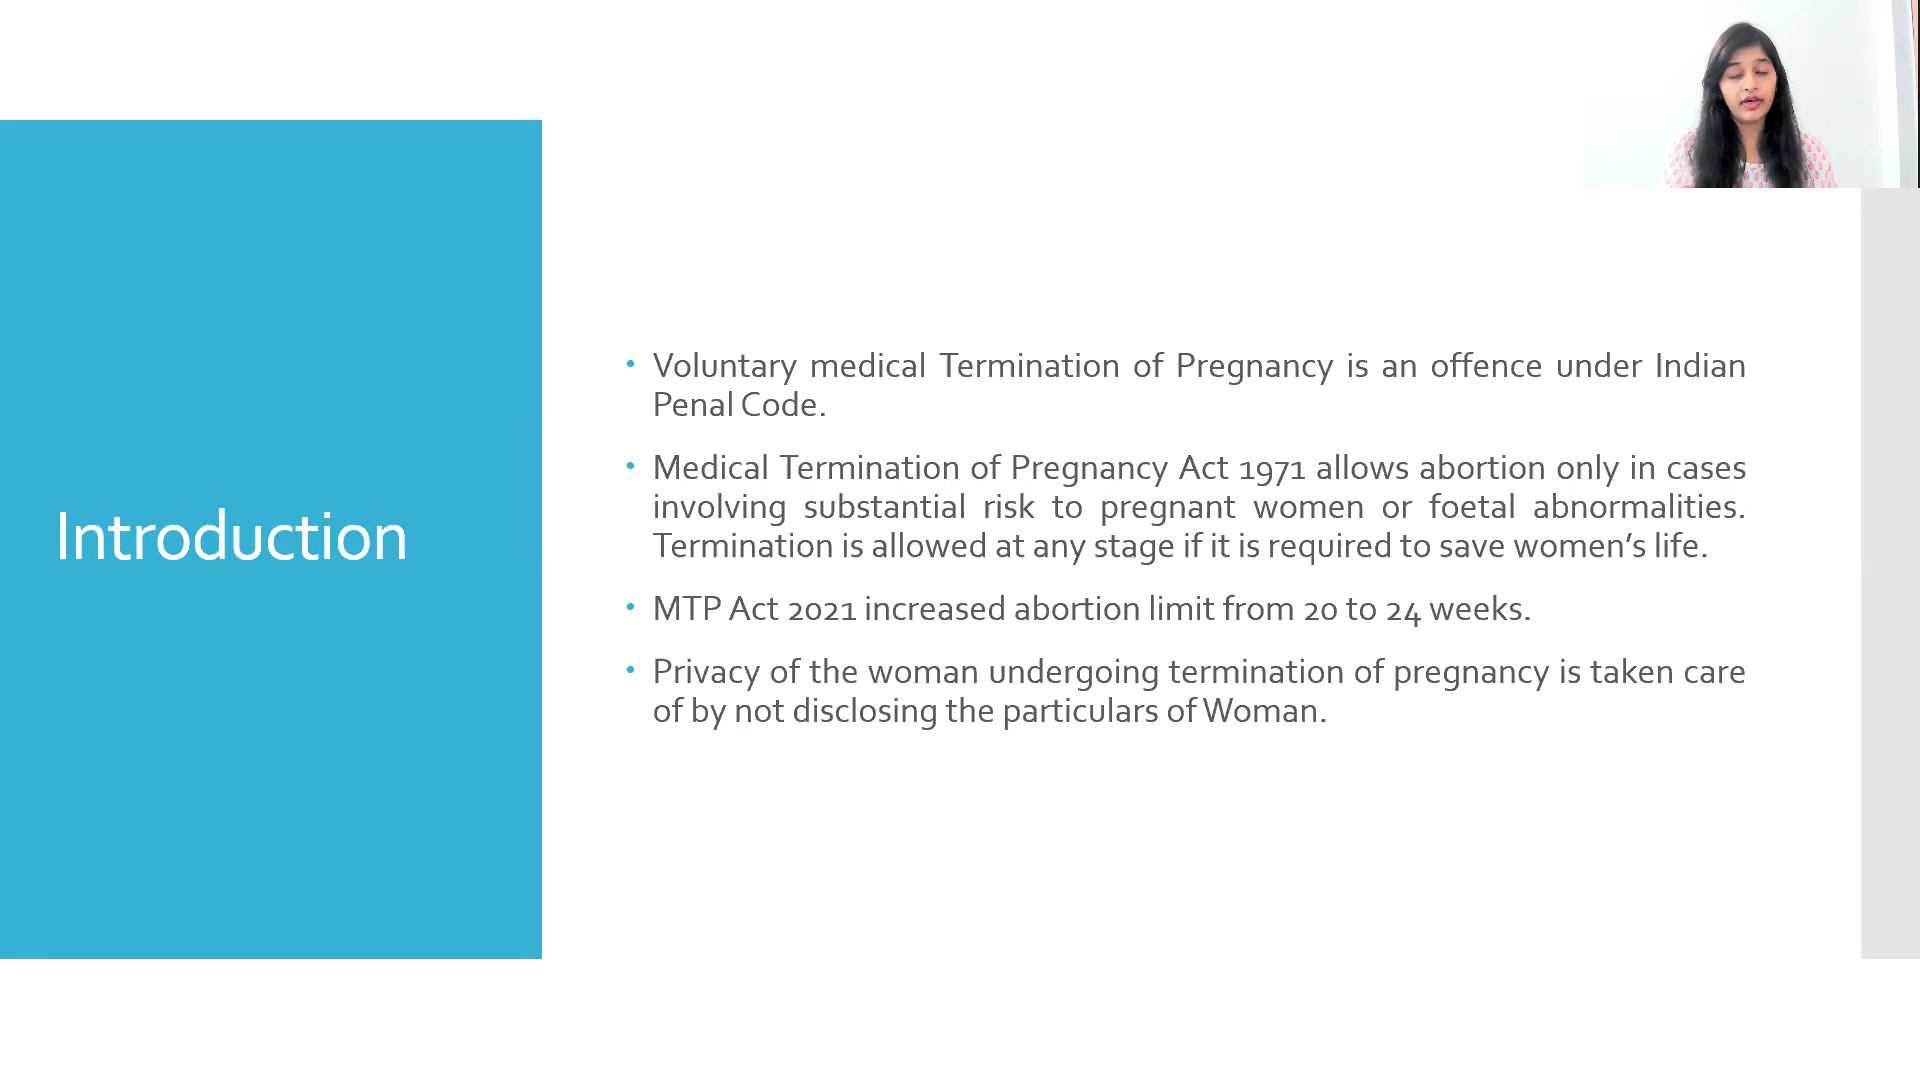 Introduction
• Voluntary medical Termination of Pregnancy is an offence under Indian
Penal Code.
• Medical Termination of Pregnancy Act 1971 allows abortion only in cases
involving substantial risk to pregnant women or foetal abnormalities.
Termination is allowed at any stage if it is required to save women’s life.
• MTP Act 2021 increased abortion limit from 20 to 24 weeks.
• Privacy of the woman undergoing termination of pregnancy is taken care
of by not disclosing the particulars of Woman.